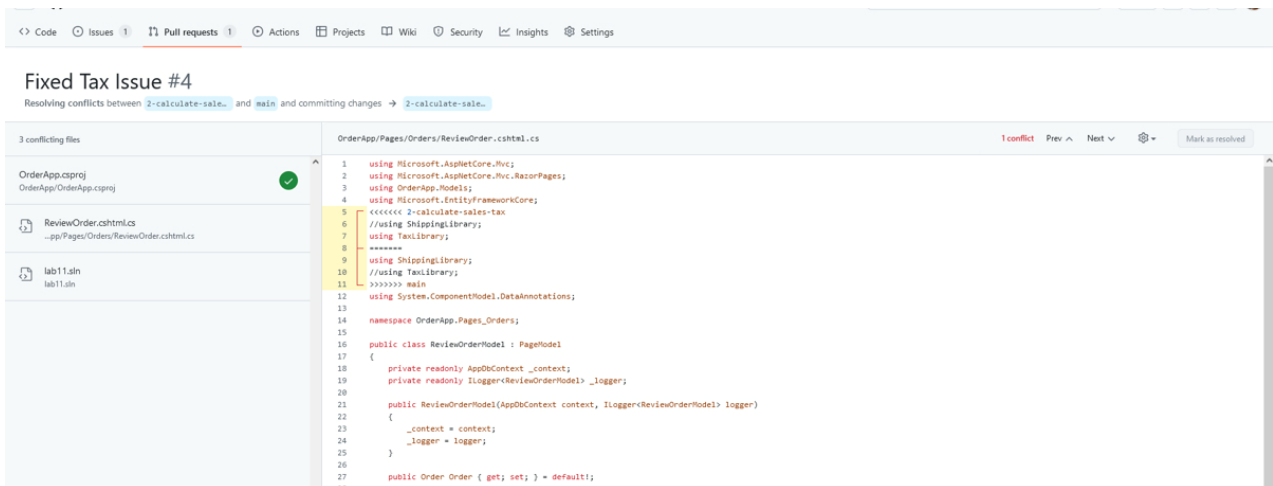 Code Issues 1 Pull requests 1 Actions Projects Wiki Security Insights Settings
Fixed Tax Issue #4
Resolving conflicts between 2-calculate-sale… and main and committing changes → 2-calculate-sale…
3 conflicting files
OrderApp.csproj
OrderApp/OrderApp.csproj
ReviewOrder.cshtml.cs
…pp/Pages/Orders/ReviewOrder.cshtml.cs
lab11.sln
lab11.sln
OrderApp/Pages/Orders/ReviewOrder.cshtml.cs 1 conflict Prev Next Mark as resolved
1 using Microsoft.AspNetCore.Mvc;
2 using Microsoft.AspNetCore.Mvc.RazorPages;
3 using OrderApp.Models;
4 using Microsoft.EntityFrameworkCore;
5 <<<<<<< 2-calculate-sales-tax
6 //using ShippingLibrary;
7 using TaxLibrary;
8 =======
9 using ShippingLibrary;
10 //using TaxLibrary;
11 >>>>>>> main
12 using System.ComponentModel.DataAnnotations;
13
14 namespace OrderApp.Pages_Orders;
15
16 public class ReviewOrderModel : PageModel
17 {
18 private readonly AppDbContext _context;
19 private readonly ILogger<ReviewOrderModel> _logger;
20
21 public ReviewOrderModel(AppDbContext context, ILogger<ReviewOrderModel> logger)
22 {
23 _context = context;
24 _logger = logger;
25 }
26
27 public Order Order { get; set; } = default!;